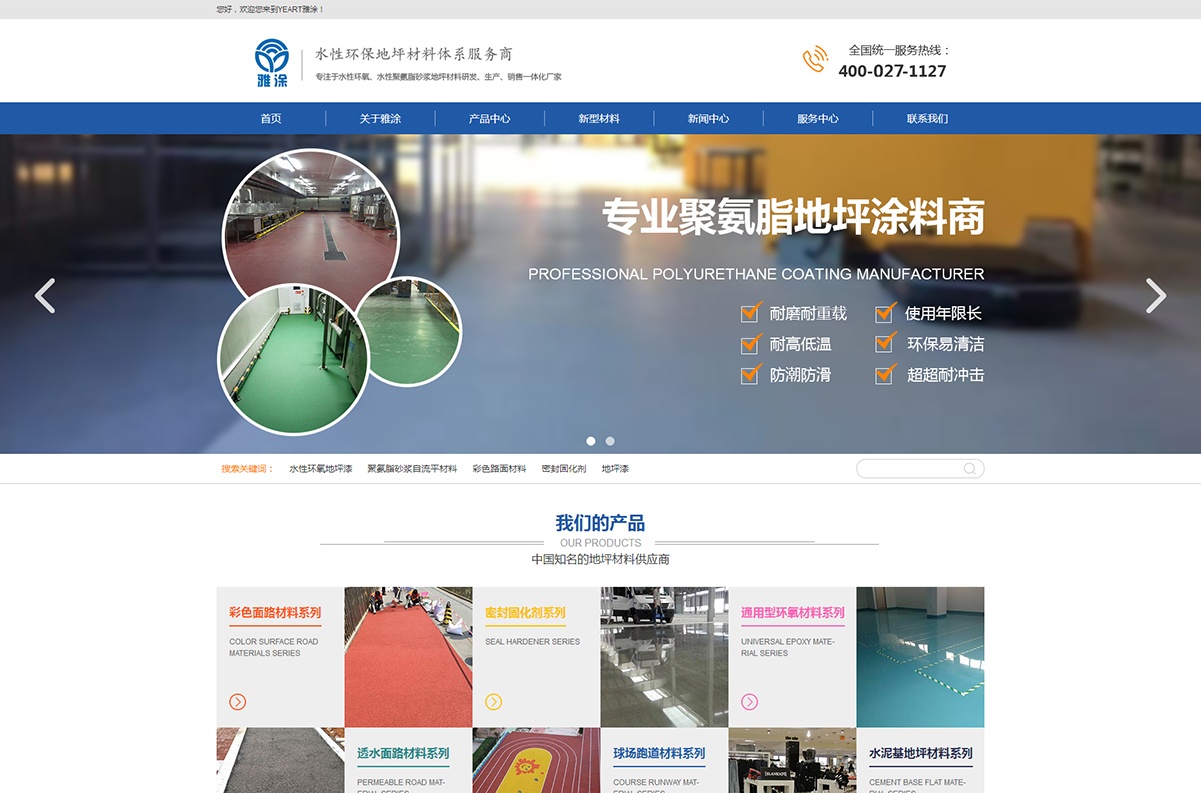 您好，欢迎您来到YEART雅涂！
雅涂
水性环保地坪材料体系服务商
专注于水性环氧、水性聚氨脂砂浆地坪材料研发、生产、销售一体化厂家
全国统一服务热线：
400-027-1127
首页 关于雅涂 产品中心 新型材料 新闻中心 服务中心 联系我们
专业聚氨脂地坪涂料商
PROFESSIONAL POLYURETHANE COATING MANUFACTURER
耐磨耐重载 使用年限长
耐高低温 环保易清洁
防潮防滑 超超耐冲击
搜索关键词： 水性环氧地坪漆 聚氨脂砂浆自流平材料 彩色路面材料 密封固化剂 地坪漆
我们的产品
OUR PRODUCTS
中国知名的地坪材料供应商
彩色面路材料系列
COLOR SURFACE ROAD
MATERIALS SERIES
密封固化剂系列
SEAL HARDENER SERIES
通用型环氧材料系列
UNIVERSAL EPOXY MATE-
RIAL SERIES
透水面路材料系列
PERMEABLE ROAD MAT-
ERIAL SERIES
球场跑道材料系列
COURSE RUNWAY MAT-
ERIAL SERIES
水泥基地坪材料系列
CEMENT BASE FLAT MATE-
RIAL SERIES